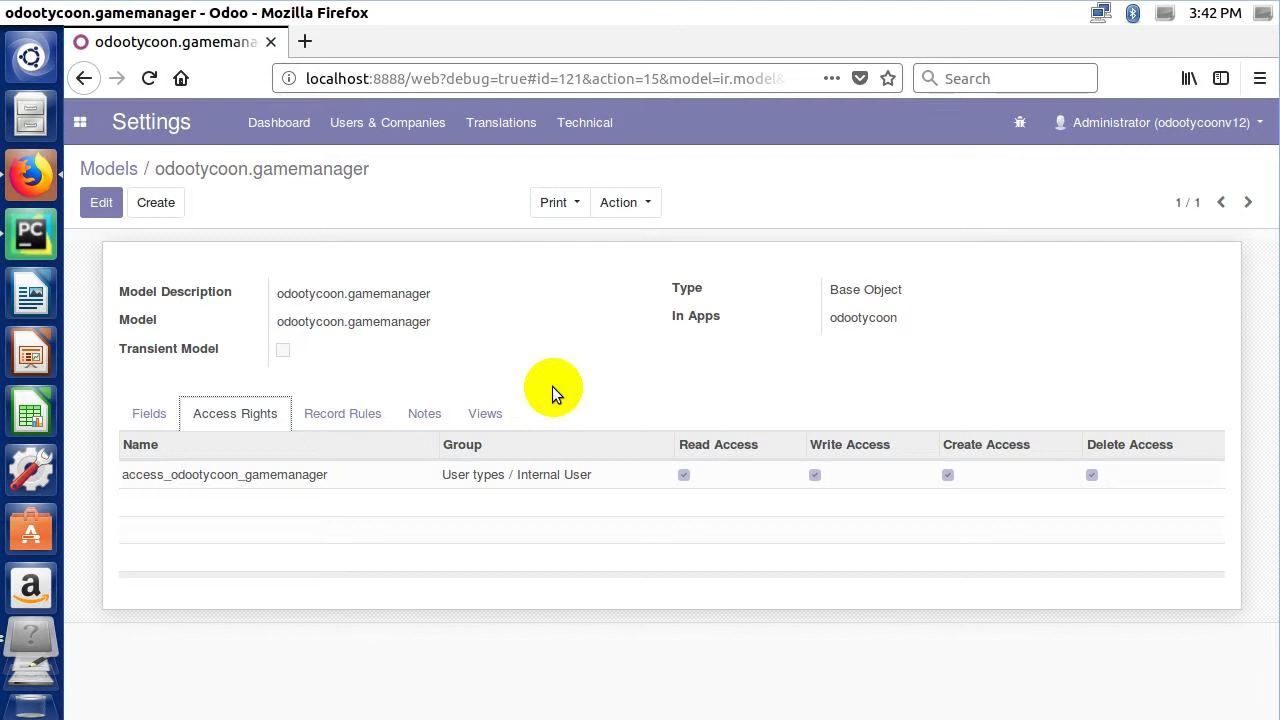 odootycoon.gamemanager - Odoo - Mozilla Firefox
3:42 PM
odootycoon.gamemana
localhost:8888/web?debug=true#id=121&action=15&model=ir.model&
Search
Settings
Dashboard
Users & Companies
Translations
Technical
Administrator (odootycoonv12)
Models / odootycoon.gamemanager
Edit
Create
Print
Action
1 / 1
Model Description
odootycoon.gamemanager
Type
Base Object
Model
odootycoon.gamemanager
In Apps
odootycoon
Transient Model
Fields
Access Rights
Record Rules
Notes
Views
Name
Group
Read Access
Write Access
Create Access
Delete Access
access_odootycoon_gamemanager
User types / Internal User
PC
A
a
?